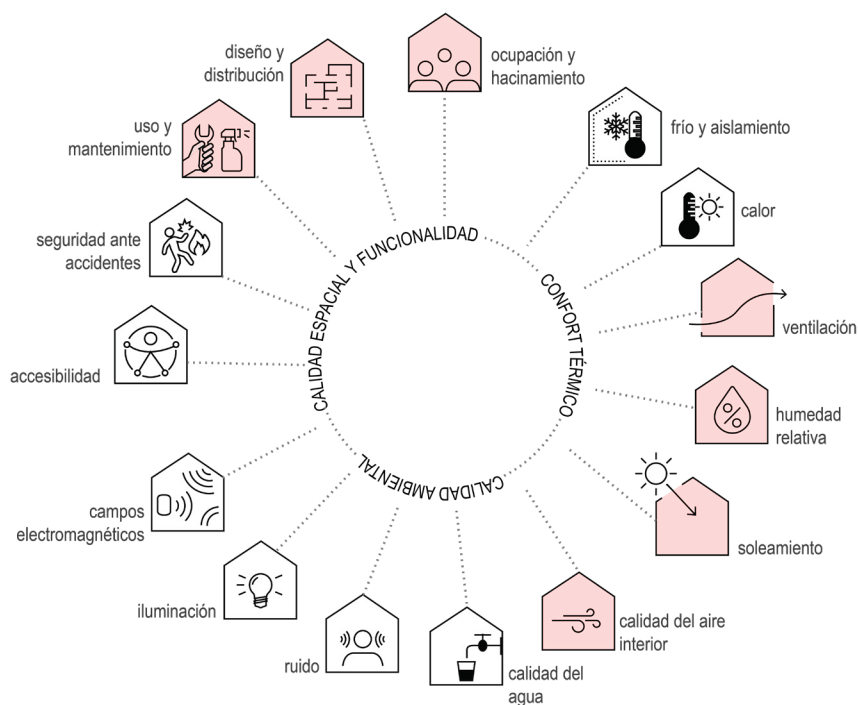 ocupación y
hacinamiento
frío y aislamiento
calor
ventilación
humedad
relativa
soleamiento
calidad del aire
interior
calidad del
agua
ruido
iluminación
campos
electromagnéticos
accesibilidad
seguridad ante
accidentes
uso y
mantenimiento
diseño y
distribución
CALIDAD ESPACIAL Y FUNCIONALIDAD
CONFORT TÉRMICO
CALIDAD AMBIENTAL
%